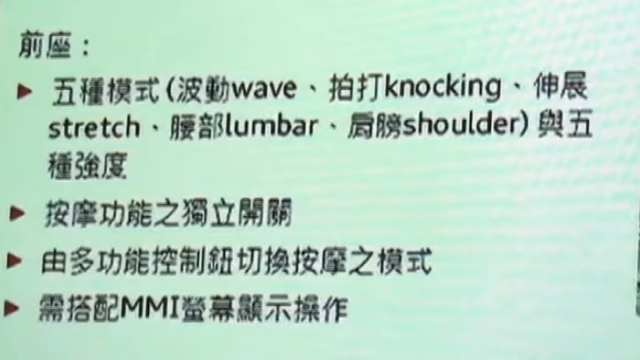 前座：
▶ 五種模式(波動wave、拍打knocking、伸展
stretch、腰部lumbar、肩膀shoulder)與五
種強度
▶ 按摩功能之獨立開關
▶ 由多功能控制鈕切換按摩之模式
▶ 需搭配MMI螢幕顯示操作